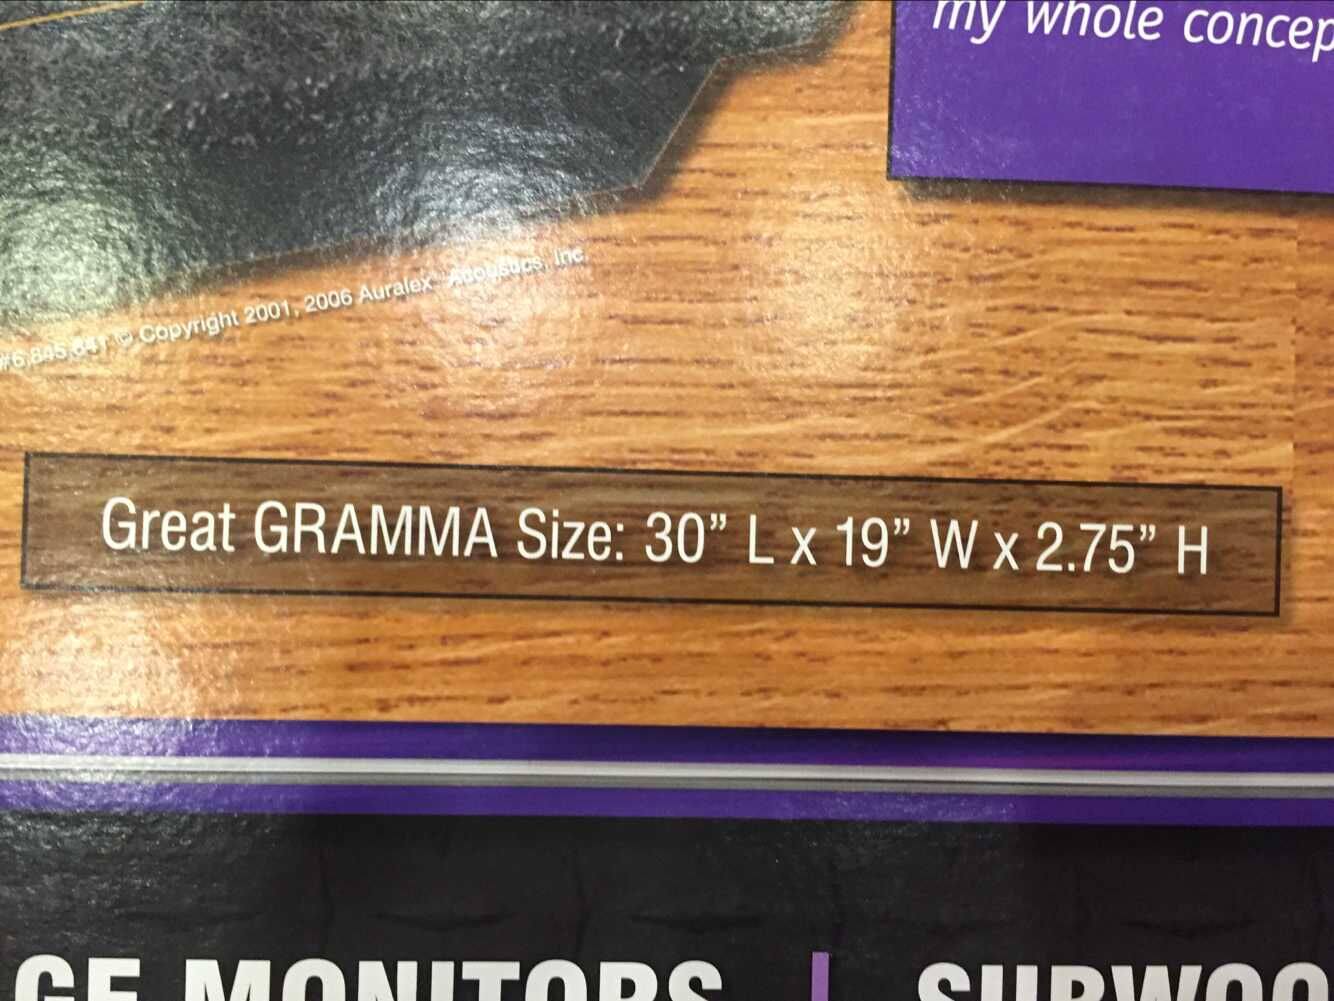 my whole concep
#6,845,841 © Copyright 2001, 2006 Auralex® Acoustics, Inc.
Great GRAMMA Size: 30” L x 19” W x 2.75” H
GE MONITORS | SUBWOO